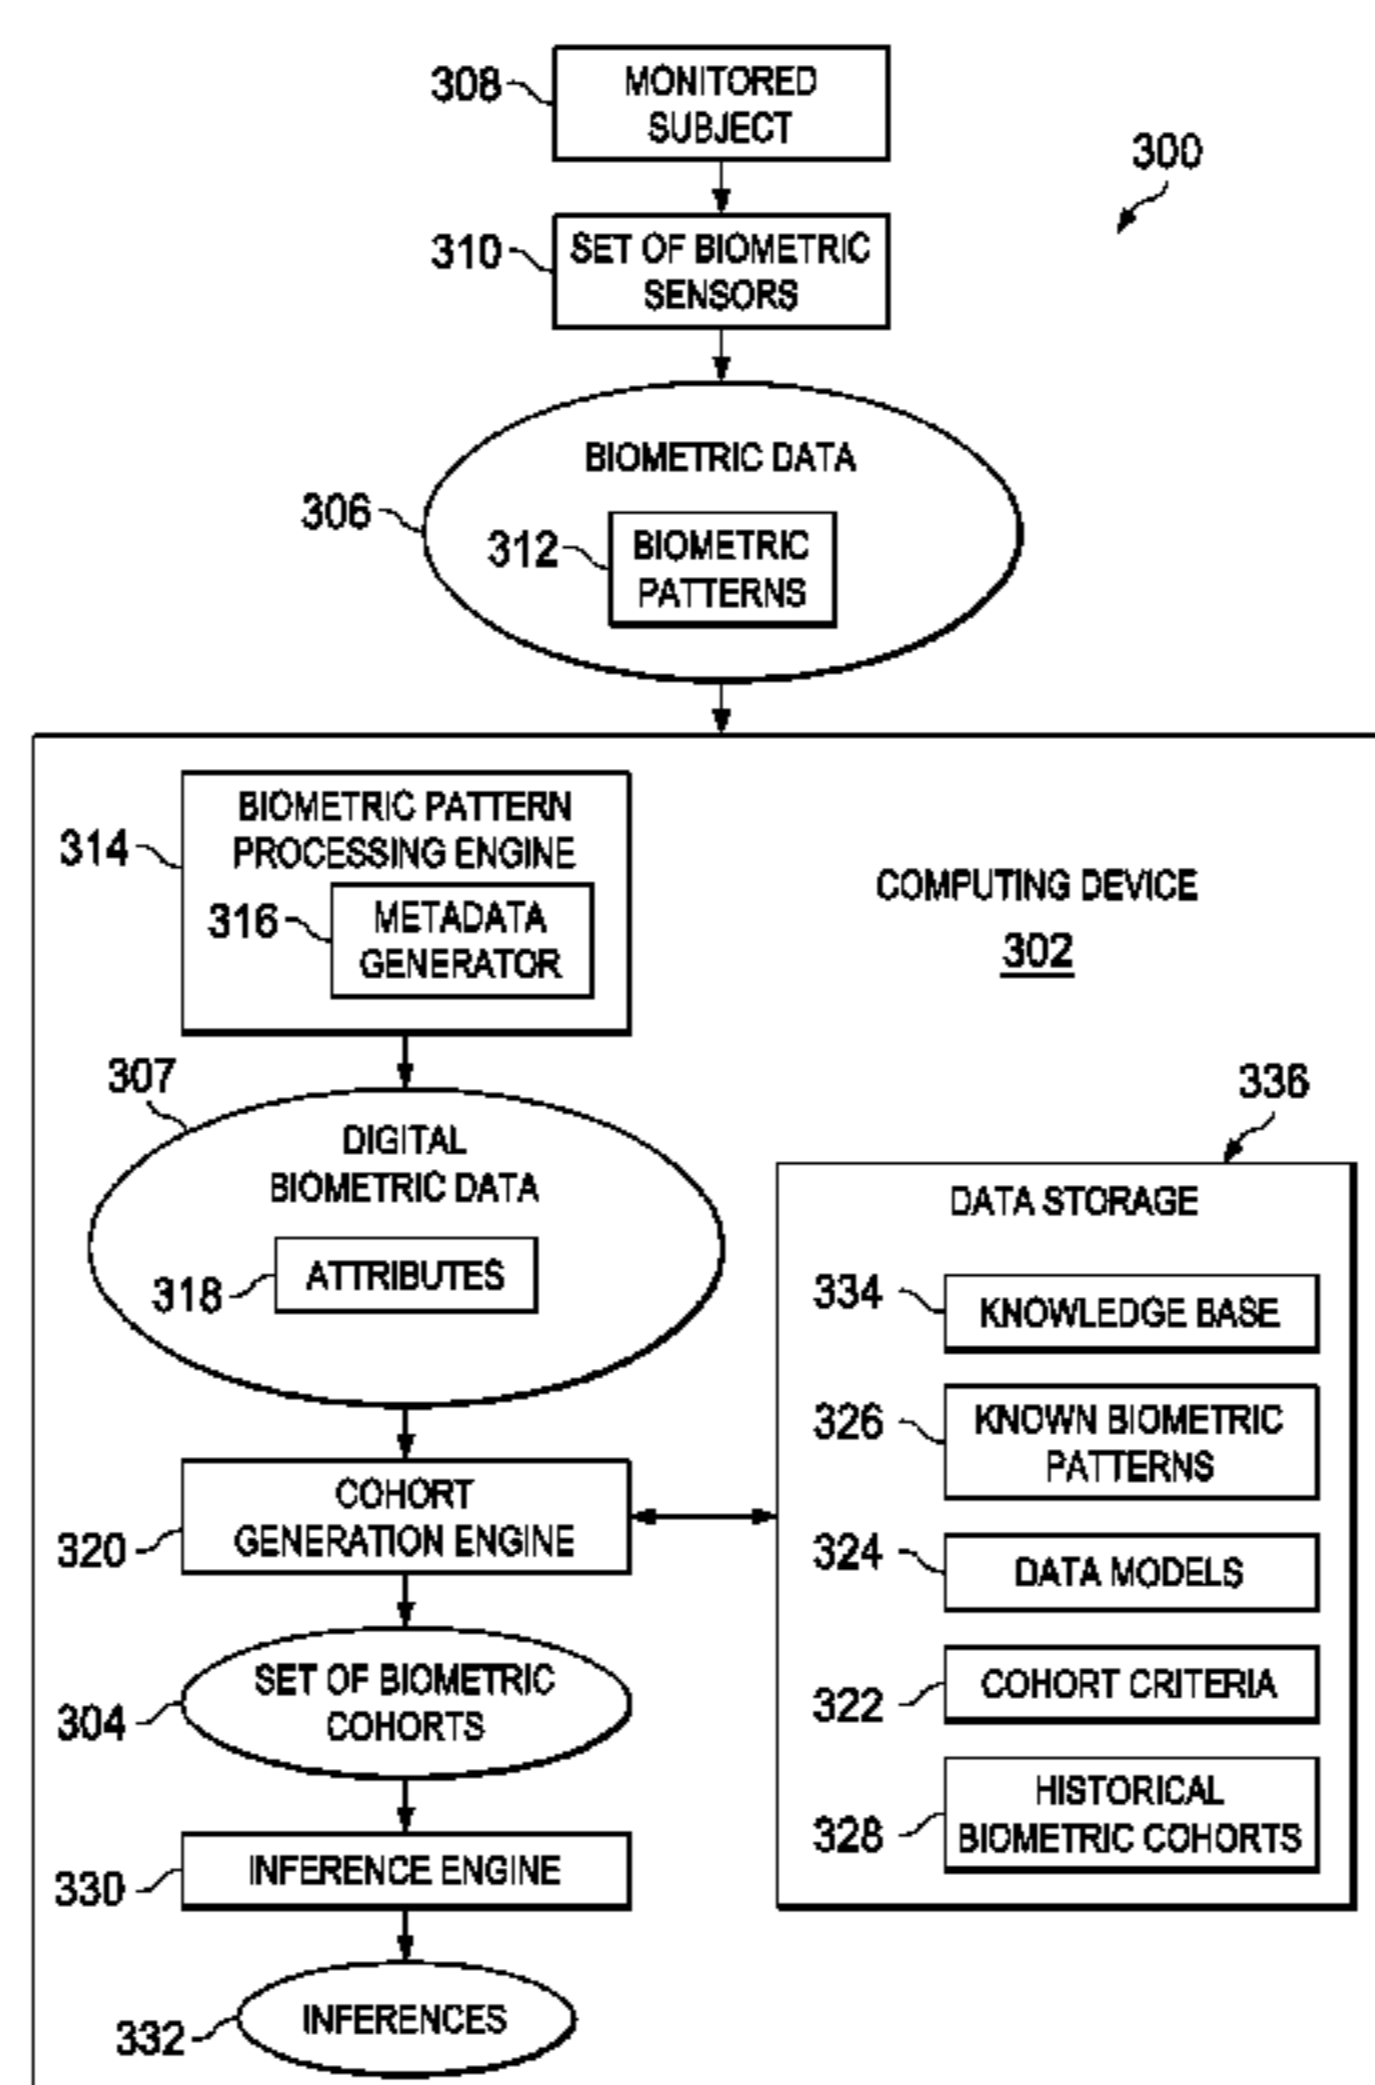 308
MONITORED
SUBJECT
300
310
SET OF BIOMETRIC
SENSORS
BIOMETRIC DATA
306
312
BIOMETRIC
PATTERNS
314
BIOMETRIC PATTERN
PROCESSING ENGINE
316
METADATA
GENERATOR
COMPUTING DEVICE
302
307
DIGITAL
BIOMETRIC DATA
318
ATTRIBUTES
336
DATA STORAGE
334
KNOWLEDGE BASE
326
KNOWN BIOMETRIC
PATTERNS
324
DATA MODELS
322
COHORT CRITERIA
328
HISTORICAL
BIOMETRIC COHORTS
320
COHORT
GENERATION ENGINE
304
SET OF BIOMETRIC
COHORTS
330
INFERENCE ENGINE
332
INFERENCES